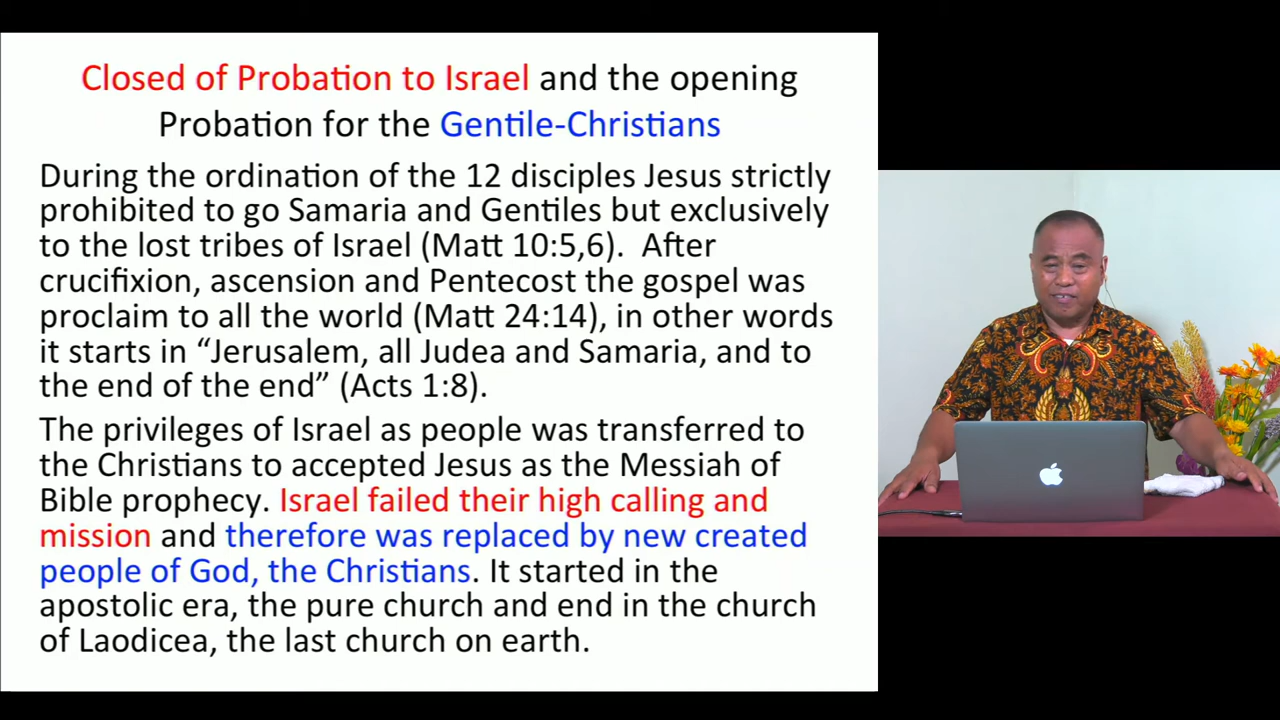 Closed of Probation to Israel and the opening
Probation for the Gentile-Christians
During the ordination of the 12 disciples Jesus strictly
prohibited to go Samaria and Gentiles but exclusively
to the lost tribes of Israel (Matt 10:5,6).  After
crucifixion, ascension and Pentecost the gospel was
proclaim to all the world (Matt 24:14), in other words
it starts in “Jerusalem, all Judea and Samaria, and to
the end of the end” (Acts 1:8).
The privileges of Israel as people was transferred to
the Christians to accepted Jesus as the Messiah of
Bible prophecy. Israel failed their high calling and
mission and therefore was replaced by new created
people of God, the Christians. It started in the
apostolic era, the pure church and end in the church
of Laodicea, the last church on earth.